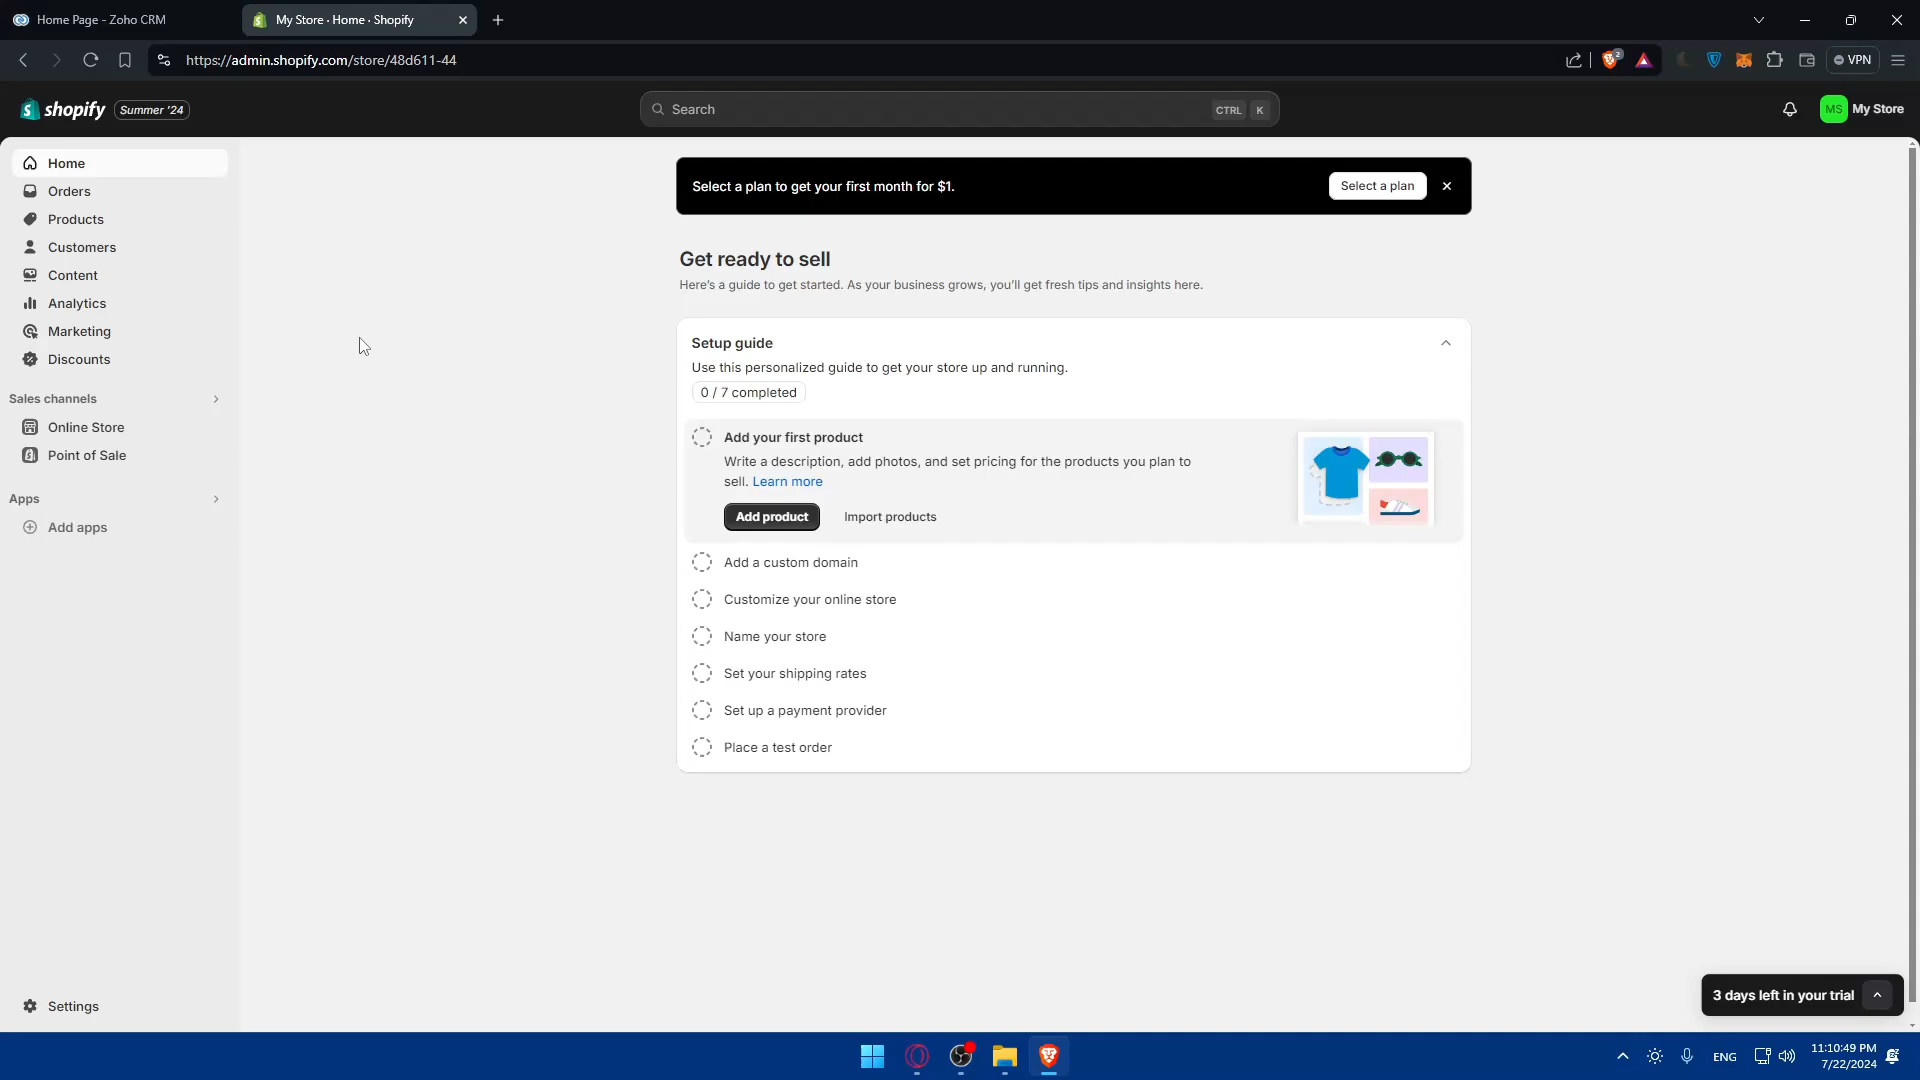 Home Page - Zoho CRM
My Store · Home · Shopify
https://admin.shopify.com/store/48d611-44
2
VPN
shopify
Summer '24
Search
CTRL K
MS
My Store
Home
Orders
Products
Customers
Content
Analytics
Marketing
Discounts
Sales channels
Online Store
Point of Sale
Apps
Add apps
Settings
Select a plan to get your first month for $1.
Select a plan
Get ready to sell
Here's a guide to get started. As your business grows, you'll get fresh tips and insights here.
Setup guide
Use this personalized guide to get your store up and running.
0 / 7 completed
Add your first product
Write a description, add photos, and set pricing for the products you plan to
sell. Learn more
Add product
Import products
Add a custom domain
Customize your online store
Name your store
Set your shipping rates
Set up a payment provider
Place a test order
3 days left in your trial
ENG
11:10:49 PM
7/22/2024